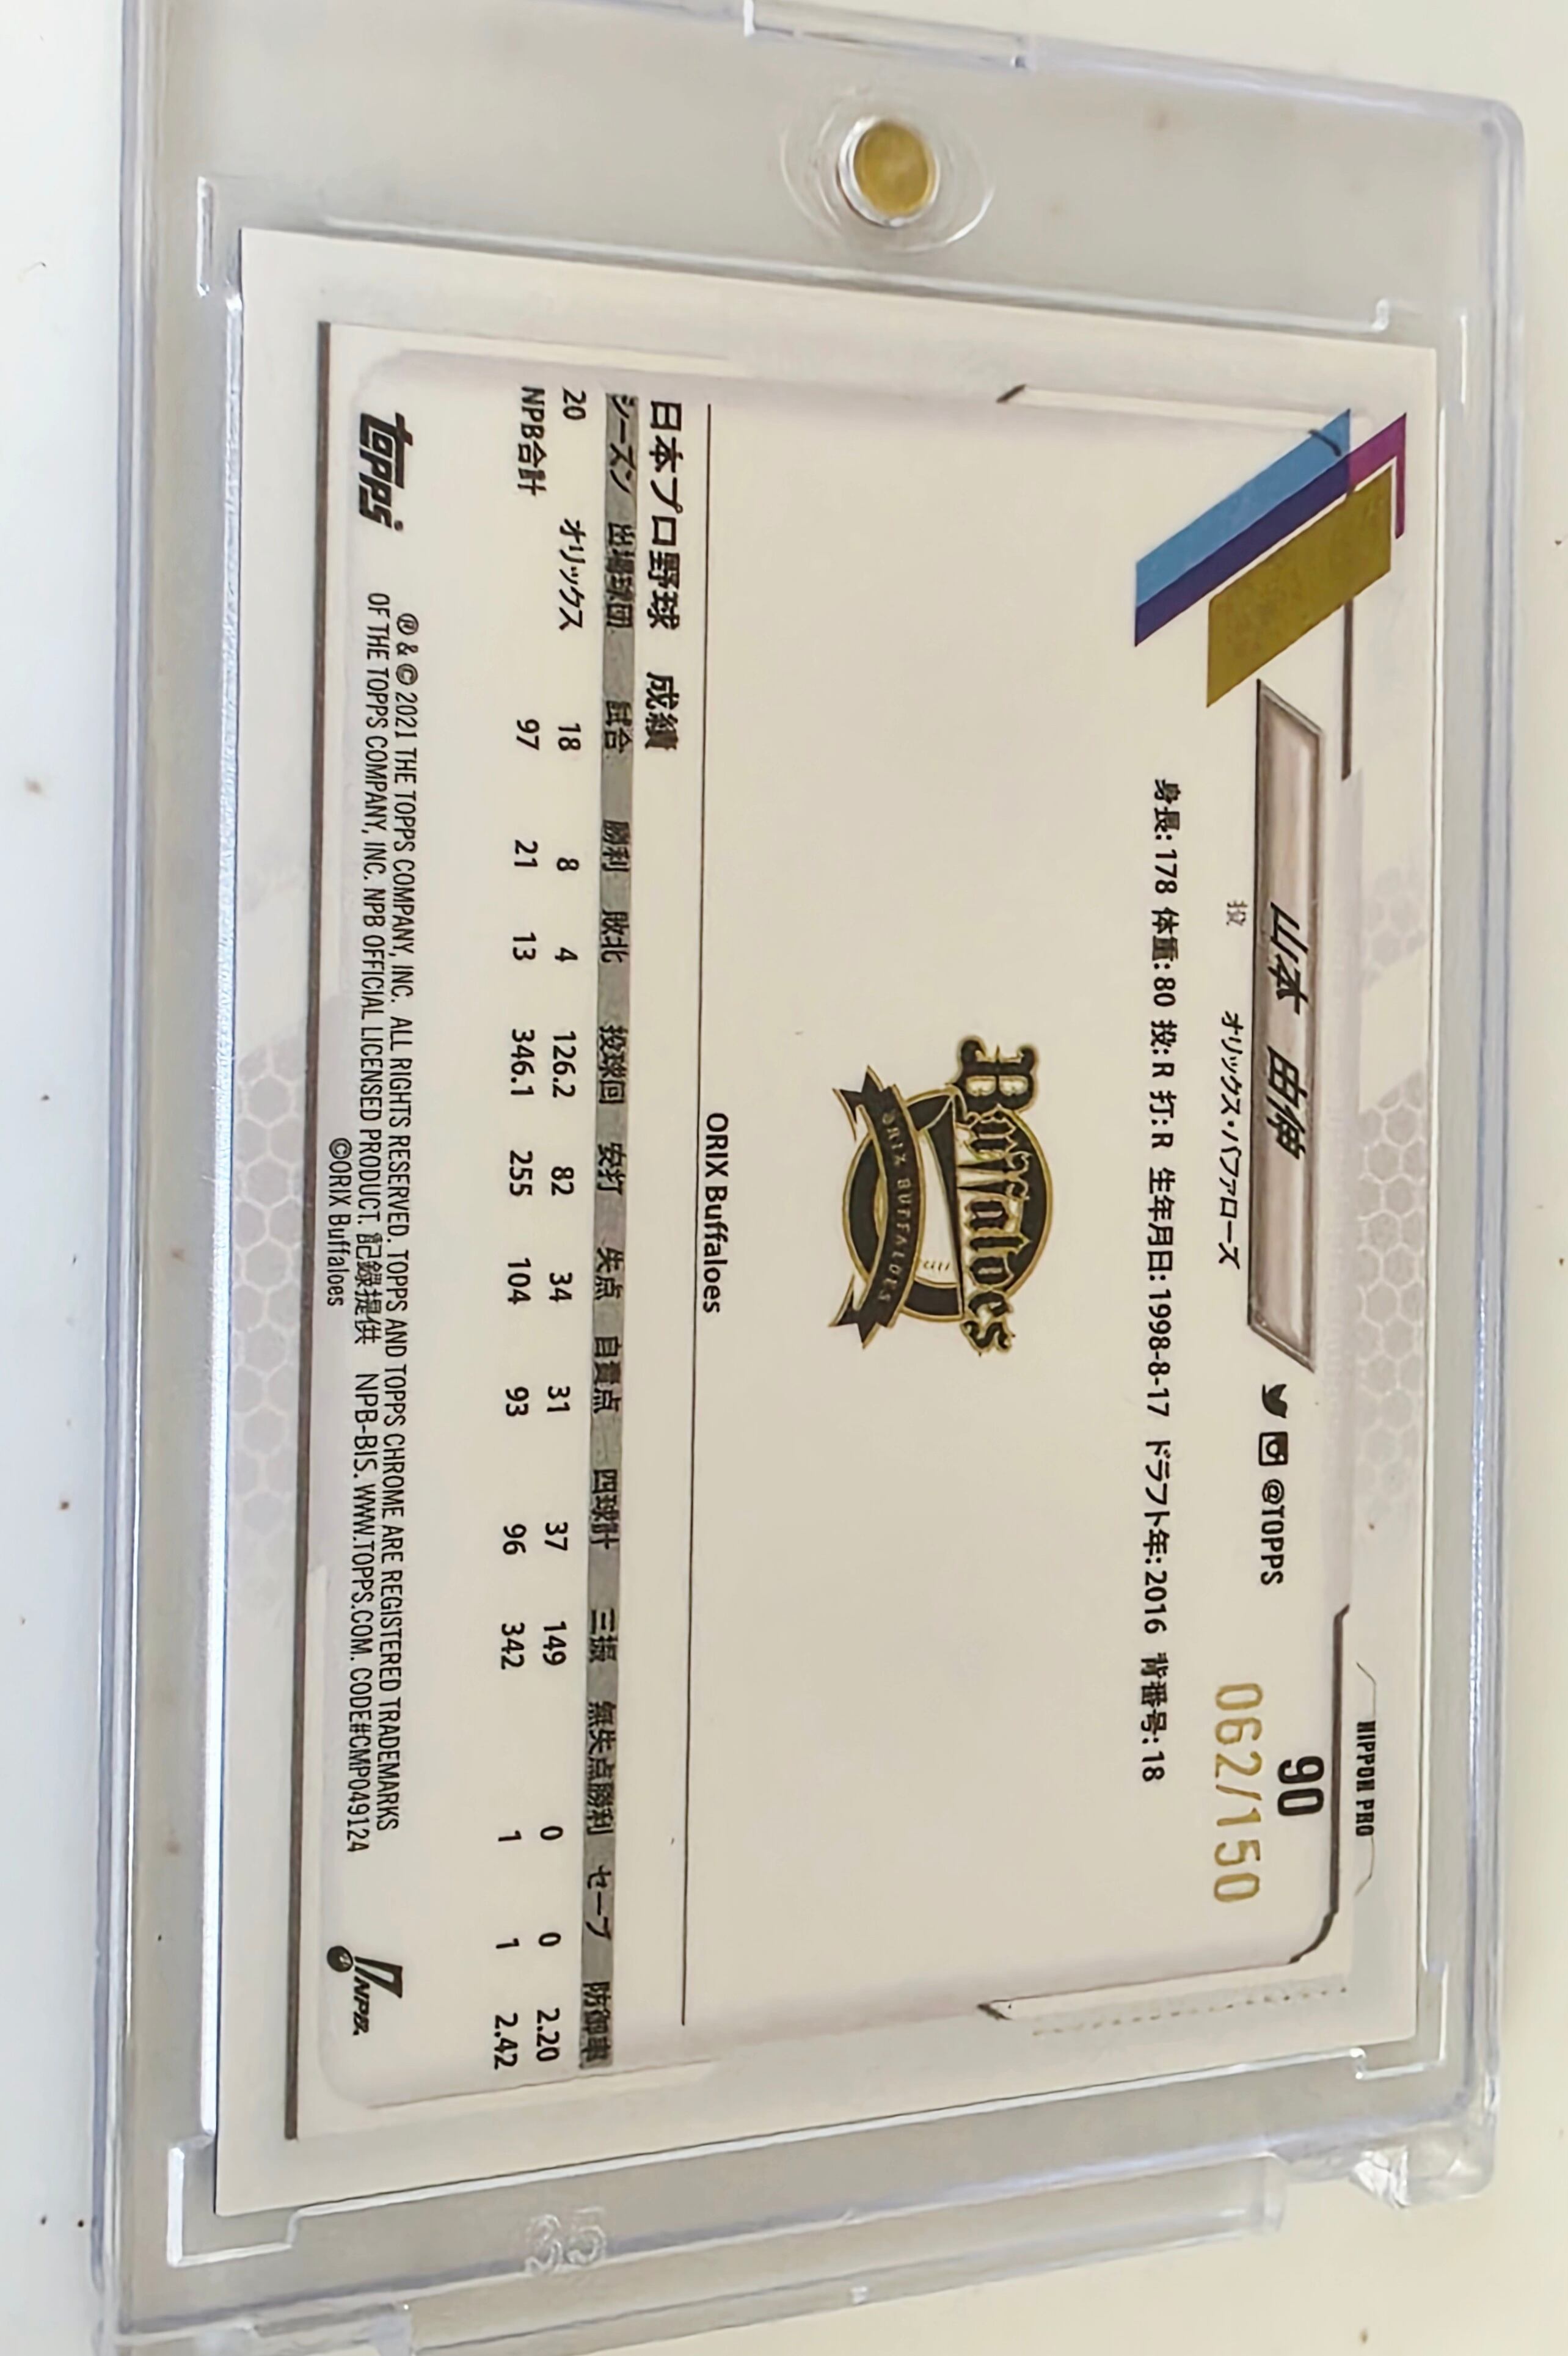 NIPPON PRO
90
山本 由伸
@TOPPS
062/150
投 オリックス・バファローズ
身長:178 体重:80 投:R 打:R 生年月日:1998-8-17 ドラフト年:2016 背番号:18
Buffaloes
ORIX BUFFALOES
ORIX Buffaloes
日本プロ野球 成績
シーズン 出場球団 試合 勝利 敗北 投球回 安打 失点 自責点 四球計 三振 無失点勝利 セーブ 防御率
20 オリックス 18 8 4 126.2 82 34 31 37 149 0 0 2.20
NPB合計 97 21 13 346.1 255 104 93 96 342 1 1 2.42
topps
® & © 2021 THE TOPPS COMPANY, INC. ALL RIGHTS RESERVED. TOPPS AND TOPPS CHROME ARE REGISTERED TRADEMARKS
OF THE TOPPS COMPANY, INC. NPB OFFICIAL LICENSED PRODUCT. 記録提供 NPB-BIS. WWW.TOPPS.COM. CODE#CMP049124
©ORIX Buffaloes